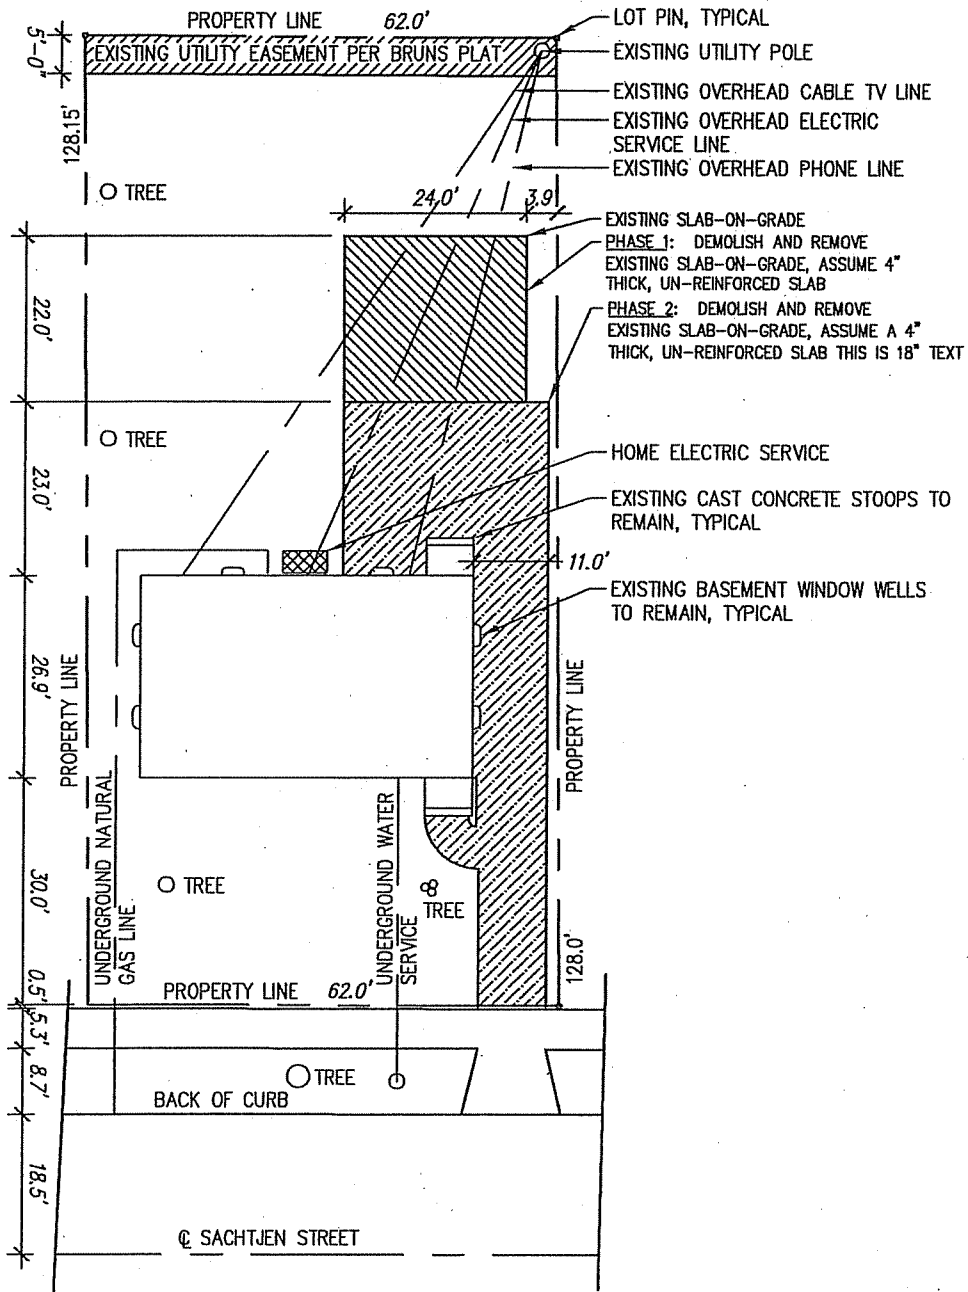 PROPERTY LINE 62.0'
LOT PIN, TYPICAL
5'-0"
EXISTING UTILITY EASEMENT PER BRUNS PLAT
EXISTING UTILITY POLE
EXISTING OVERHEAD CABLE TV LINE
EXISTING OVERHEAD ELECTRIC
SERVICE LINE
EXISTING OVERHEAD PHONE LINE
128.15'
TREE
24.0'
3.9
EXISTING SLAB-ON-GRADE
PHASE 1: DEMOLISH AND REMOVE
EXISTING SLAB-ON-GRADE, ASSUME 4"
THICK, UN-REINFORCED SLAB
PHASE 2: DEMOLISH AND REMOVE
EXISTING SLAB-ON-GRADE, ASSUME A 4"
THICK, UN-REINFORCED SLAB THIS IS 18" TEXT
22.0'
TREE
23.0'
HOME ELECTRIC SERVICE
EXISTING CAST CONCRETE STOOPS TO
REMAIN, TYPICAL
11.0'
EXISTING BASEMENT WINDOW WELLS
TO REMAIN, TYPICAL
26.9'
PROPERTY LINE
PROPERTY LINE
UNDERGROUND NATURAL
GAS LINE
UNDERGROUND WATER
SERVICE
30.0'
TREE
TREE
128.0'
0.5'
PROPERTY LINE 62.0'
5.3'
8.7'
TREE
BACK OF CURB
18.5'
℄ SACHTJEN STREET